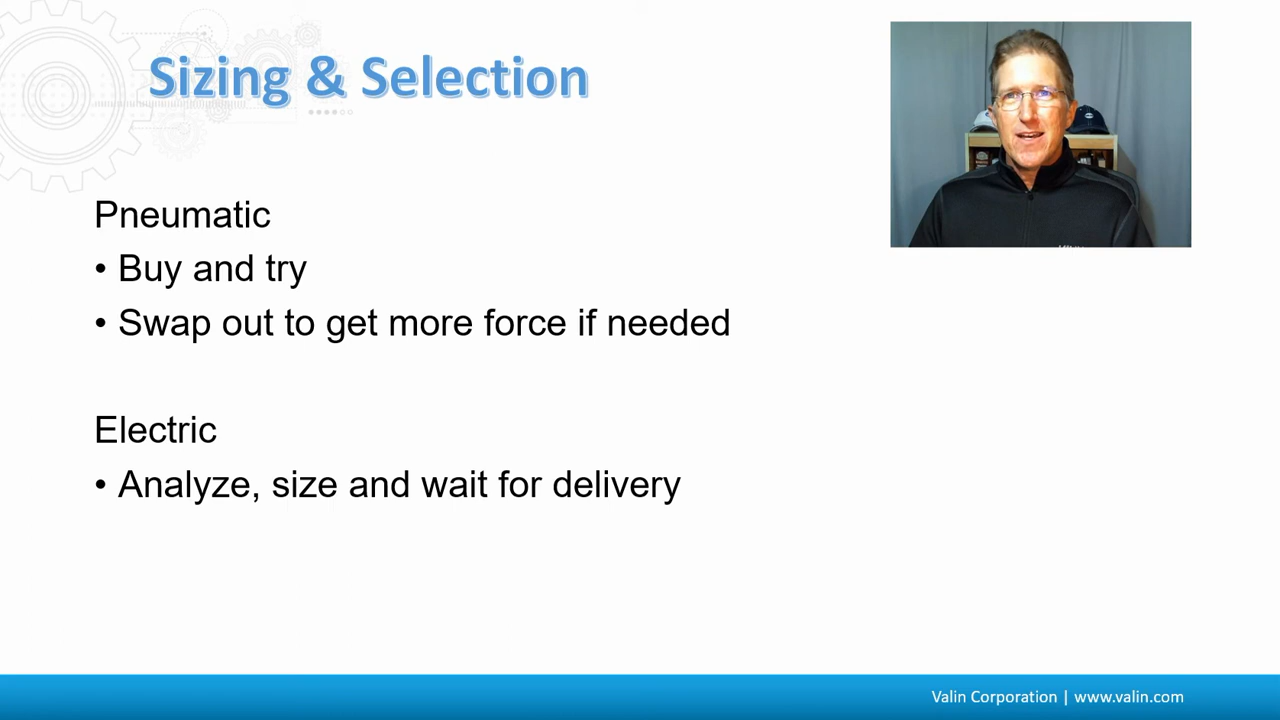 Sizing & Selection
Pneumatic
• Buy and try
• Swap out to get more force if needed
Electric
• Analyze, size and wait for delivery
Valin Corporation | www.valin.com